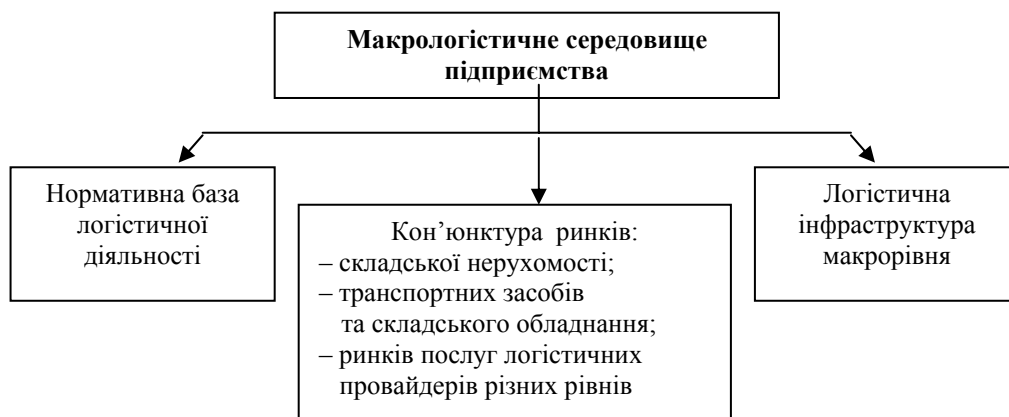 Макрологістичне середовище
підприємства
Нормативна база
логістичної
діяльності
Кон’юнктура ринків:
– складської нерухомості;
– транспортних засобів
та складського обладнання;
– ринків послуг логістичних
провайдерів різних рівнів
Логістична
інфраструктура
макрорівня